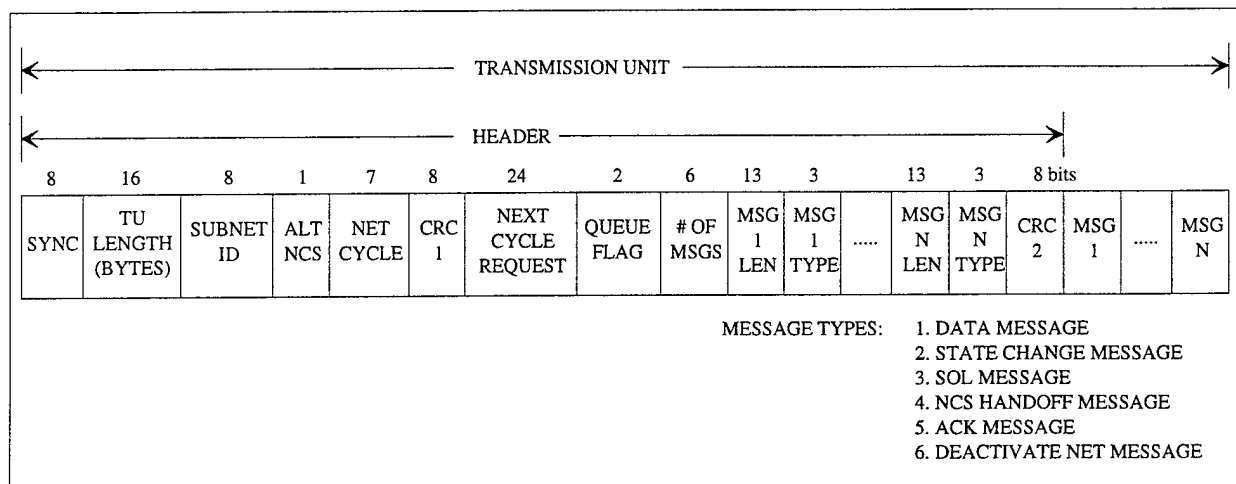 TRANSMISSION UNIT
HEADER
8 16 8 1 7 8 24 2 6 13 3 13 3 8 bits
SYNC
TU
LENGTH
(BYTES)
SUBNET
ID
ALT
NCS
NET
CYCLE
CRC
1
NEXT
CYCLE
REQUEST
QUEUE
FLAG
# OF
MSGS
MSG
1
LEN
MSG
1
TYPE
.....
MSG
N
LEN
MSG
N
TYPE
CRC
2
MSG
1
.....
MSG
N
MESSAGE TYPES:
1. DATA MESSAGE
2. STATE CHANGE MESSAGE
3. SOL MESSAGE
4. NCS HANDOFF MESSAGE
5. ACK MESSAGE
6. DEACTIVATE NET MESSAGE